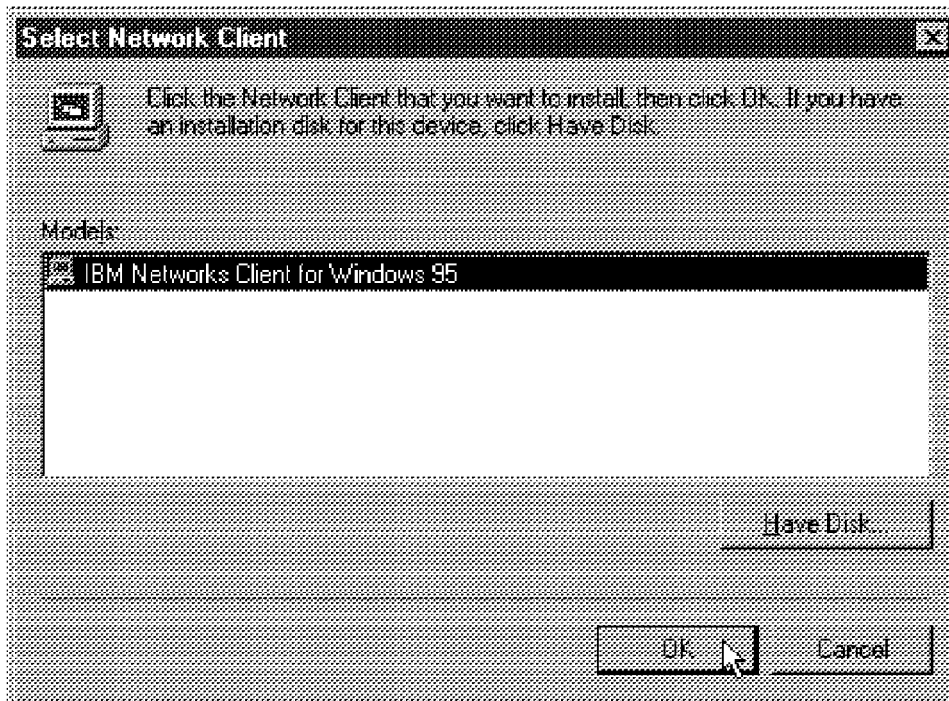 Select Network Client
Click the Network Client that you want to install, then click OK. If you have
an installation disk for this device, click Have Disk.
Models:
IBM Networks Client for Windows 95
Have Disk...
OK
Cancel